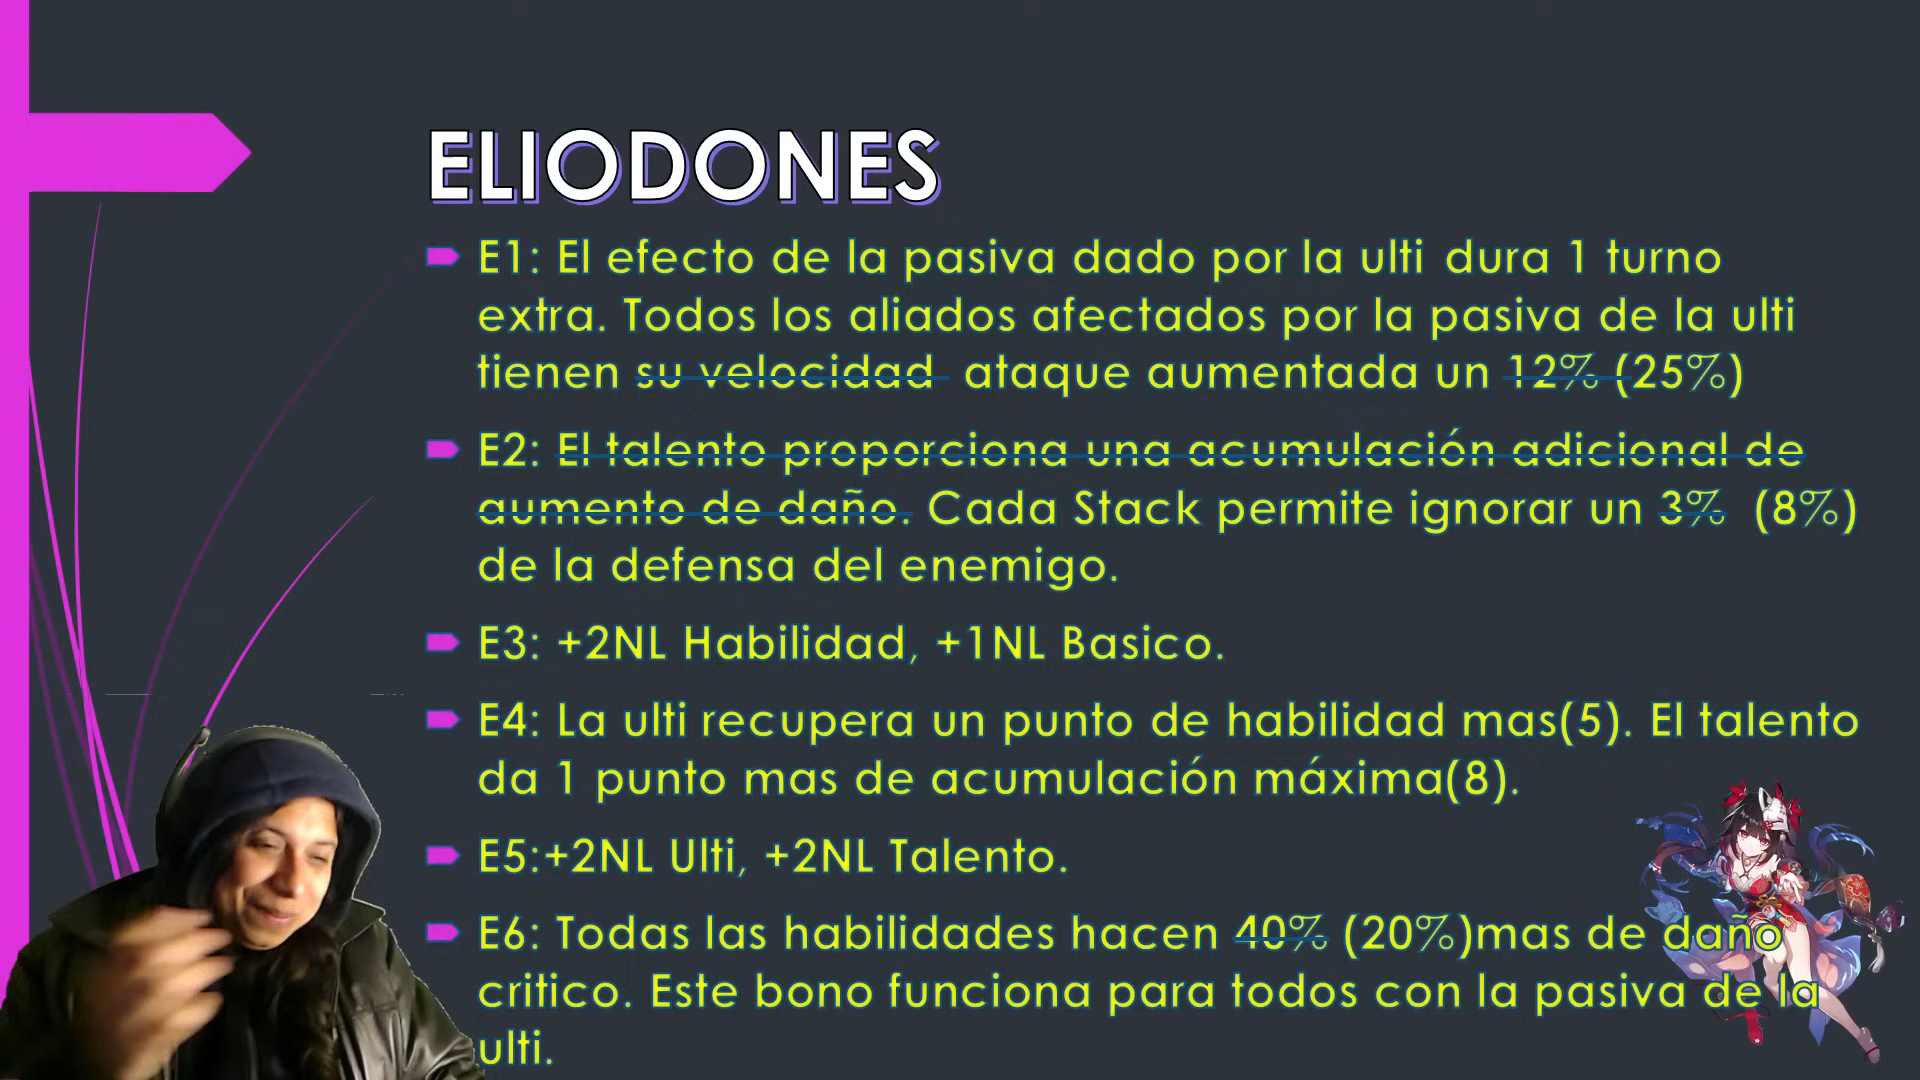 ELIODONES
E1: El efecto de la pasiva dado por la ulti dura 1 turno
extra. Todos los aliados afectados por la pasiva de la ulti
tienen su velocidad ataque aumentada un 12% (25%)
E2: El talento proporciona una acumulación adicional de
aumento de daño. Cada Stack permite ignorar un 3% (8%)
de la defensa del enemigo.
E3: +2NL Habilidad, +1NL Basico.
E4: La ulti recupera un punto de habilidad mas(5). El talento
da 1 punto mas de acumulación máxima(8).
E5:+2NL Ulti, +2NL Talento.
E6: Todas las habilidades hacen 40% (20%)mas de daño
critico. Este bono funciona para todos con la pasiva de la
ulti.